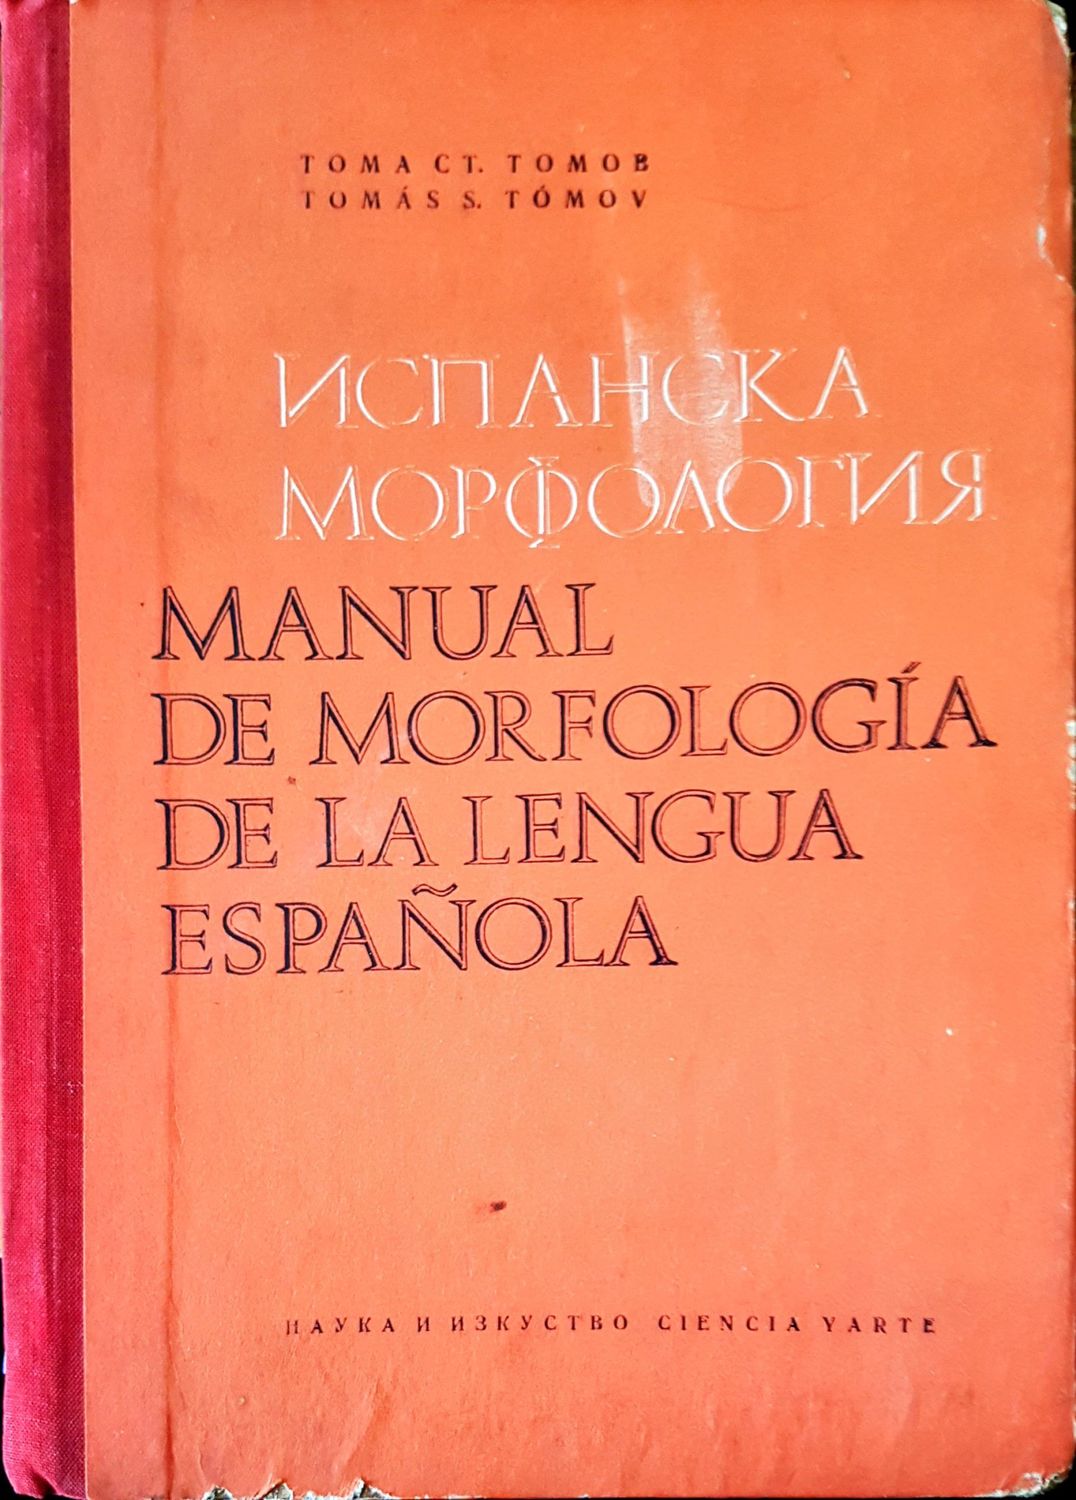 ТОМА СТ. ТОМОВ
TOMÁS S. TÓMOV
ИСПАНСКА
МОРФОЛОГИЯ
MANUAL
DE MORFOLOGÍA
DE LA LENGUA
ESPAÑOLA
НАУКА И ИЗКУСТВО CIENCIA Y ARTE